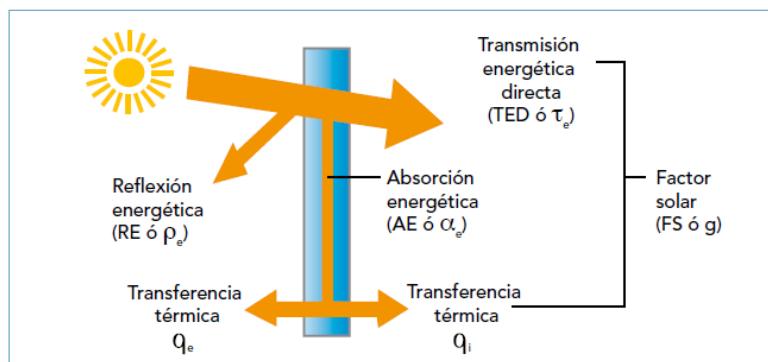 Transmisión
energética
directa
(TED ó τe)
Reflexión
energética
(RE ó ρe)
Absorción
energética
(AE ó αe)
Factor
solar
(FS ó g)
Transferencia
térmica
qe
Transferencia
térmica
qi